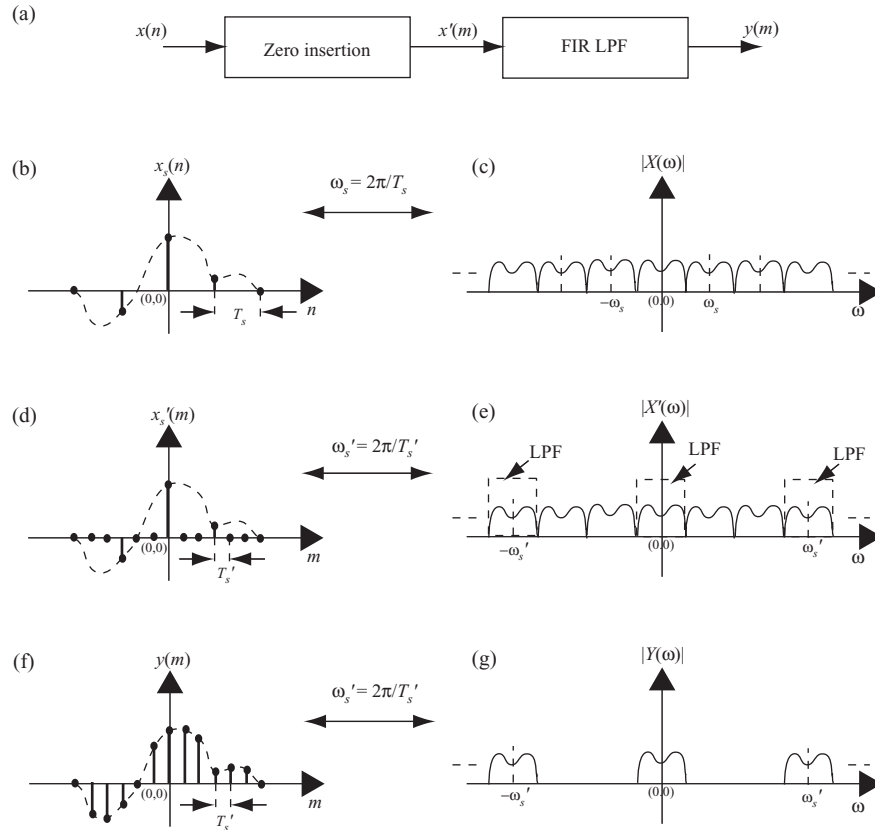 (a)
x(n) Zero insertion x'(m) FIR LPF y(m)
(b) xₛ(n) ωₛ = 2π/Tₛ (c) |X(ω)|
(0,0) Tₛ n −ωₛ (0.0) ωₛ ω
(d) xₛ'(m) ωₛ' = 2π/Tₛ' (e) |X'(ω)|
LPF LPF LPF
(0,0) Tₛ' m −ωₛ' (0.0) ωₛ' ω
(f) y(m) ωₛ' = 2π/Tₛ' (g) |Y(ω)|
(0,0) Tₛ' m −ωₛ' (0.0) ωₛ' ω